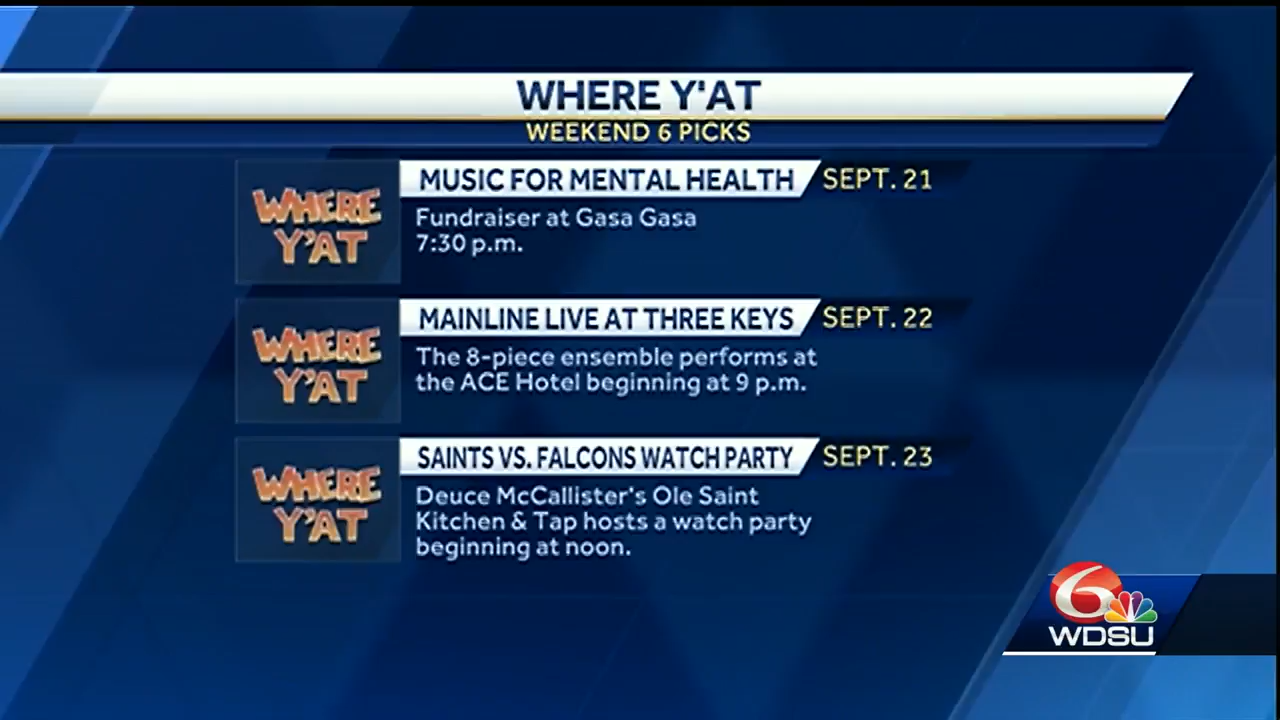 WHERE Y'AT
WEEKEND 6 PICKS
WHERE
Y'AT
MUSIC FOR MENTAL HEALTH SEPT. 21
Fundraiser at Gasa Gasa
7:30 p.m.
WHERE
Y'AT
MAINLINE LIVE AT THREE KEYS SEPT. 22
The 8-piece ensemble performs at
the ACE Hotel beginning at 9 p.m.
WHERE
Y'AT
SAINTS VS. FALCONS WATCH PARTY SEPT. 23
Deuce McCallister's Ole Saint
Kitchen & Tap hosts a watch party
beginning at noon.
6
WDSU